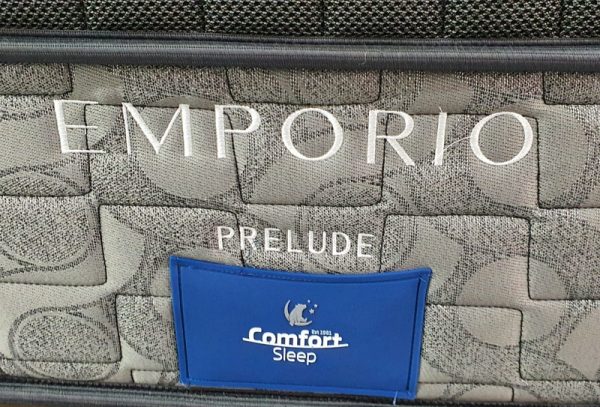 EMPORIO
PRELUDE
Est 2001
Comfort
Sleep